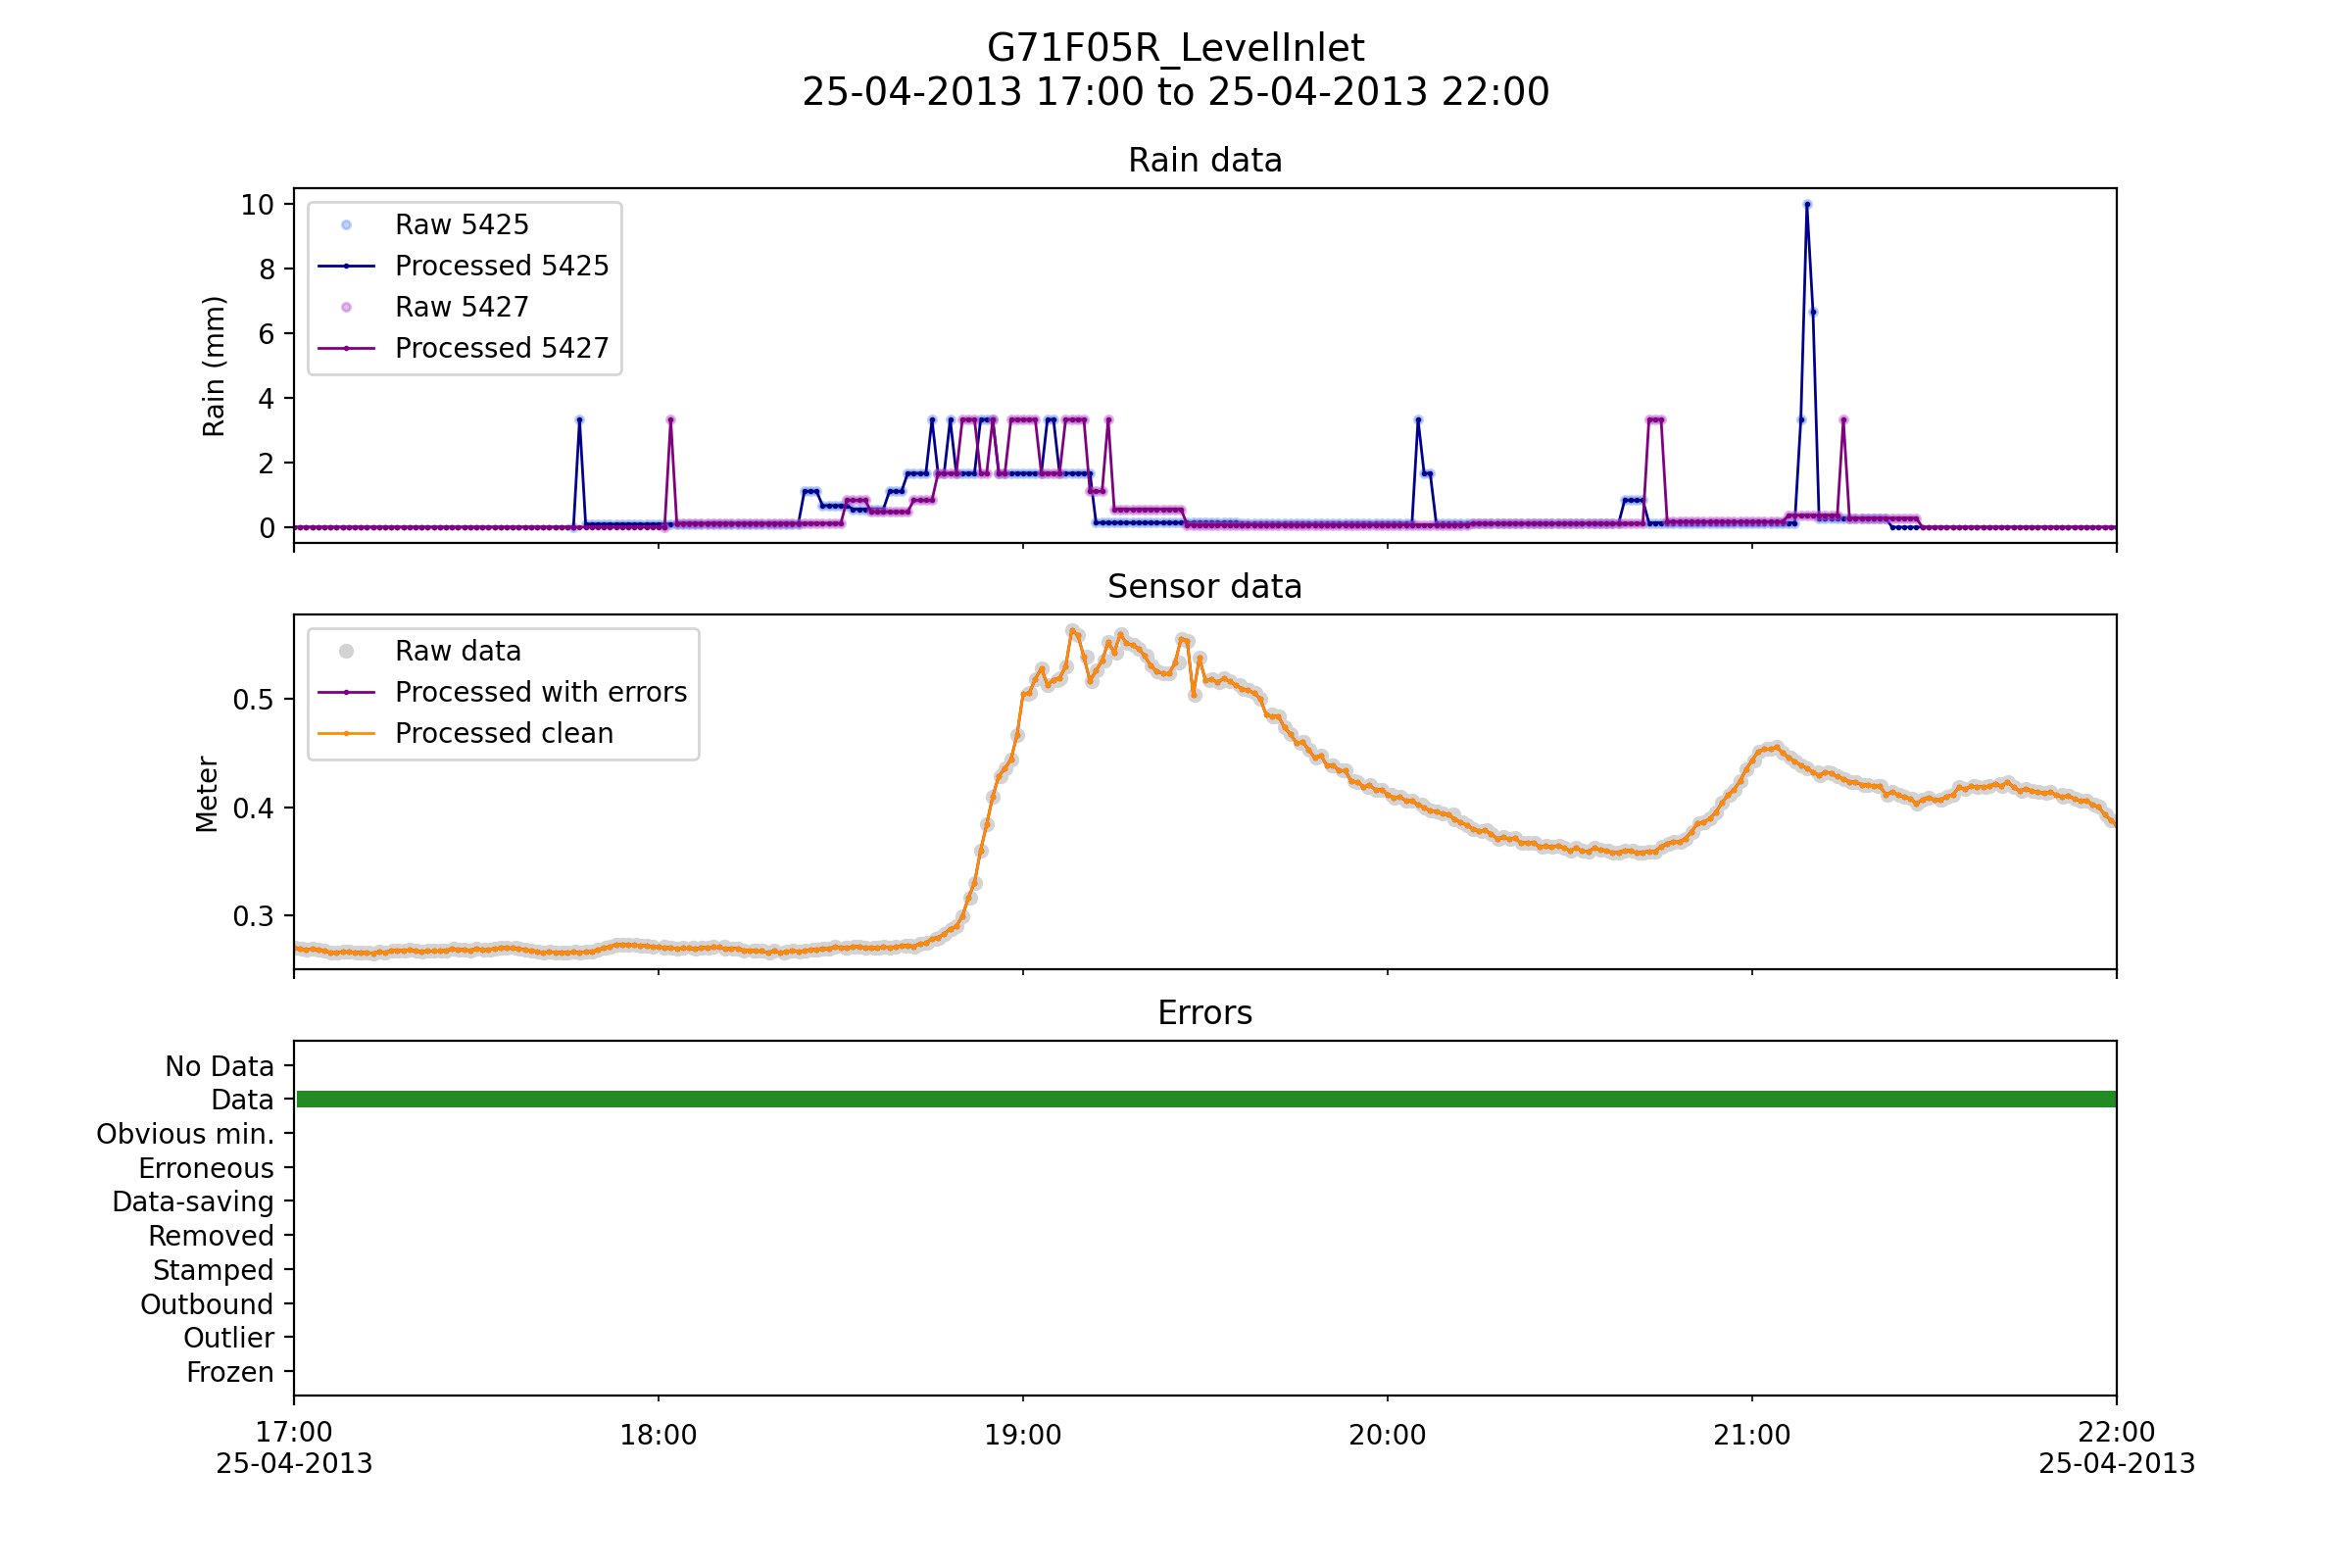 G71F05R_LevelInlet
25-04-2013 17:00 to 25-04-2013 22:00
Rain data
10
8
6
4
2
0
Rain (mm)
Raw 5425
Processed 5425
Raw 5427
Processed 5427
Sensor data
0.5
0.4
0.3
Meter
Raw data
Processed with errors
Processed clean
Errors
No Data
Data
Obvious min.
Erroneous
Data-saving
Removed
Stamped
Outbound
Outlier
Frozen
17:00
25-04-2013
18:00
19:00
20:00
21:00
22:00
25-04-2013